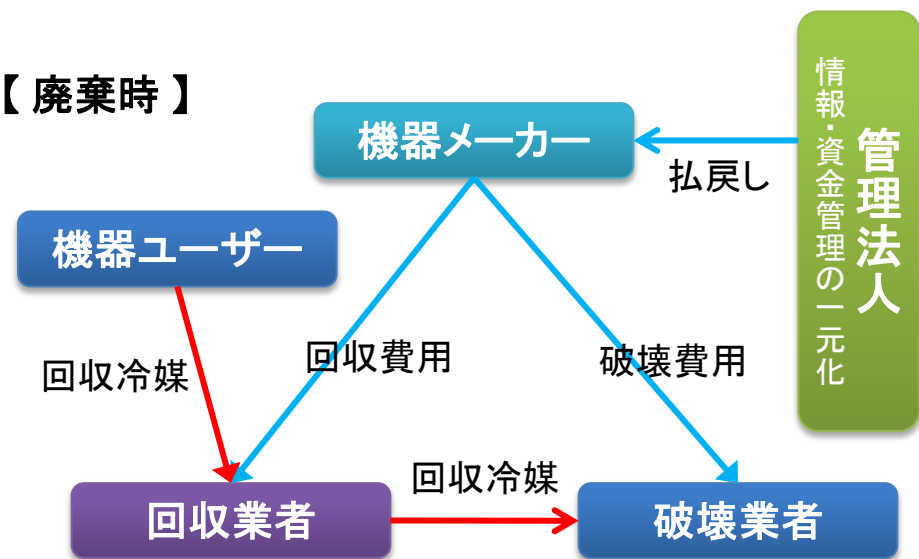 【 廃棄時 】
機器メーカー
払戻し
管理法人
情報・資金管理の一元化
機器ユーザー
回収冷媒
回収費用
破壊費用
回収冷媒
回収業者
破壊業者